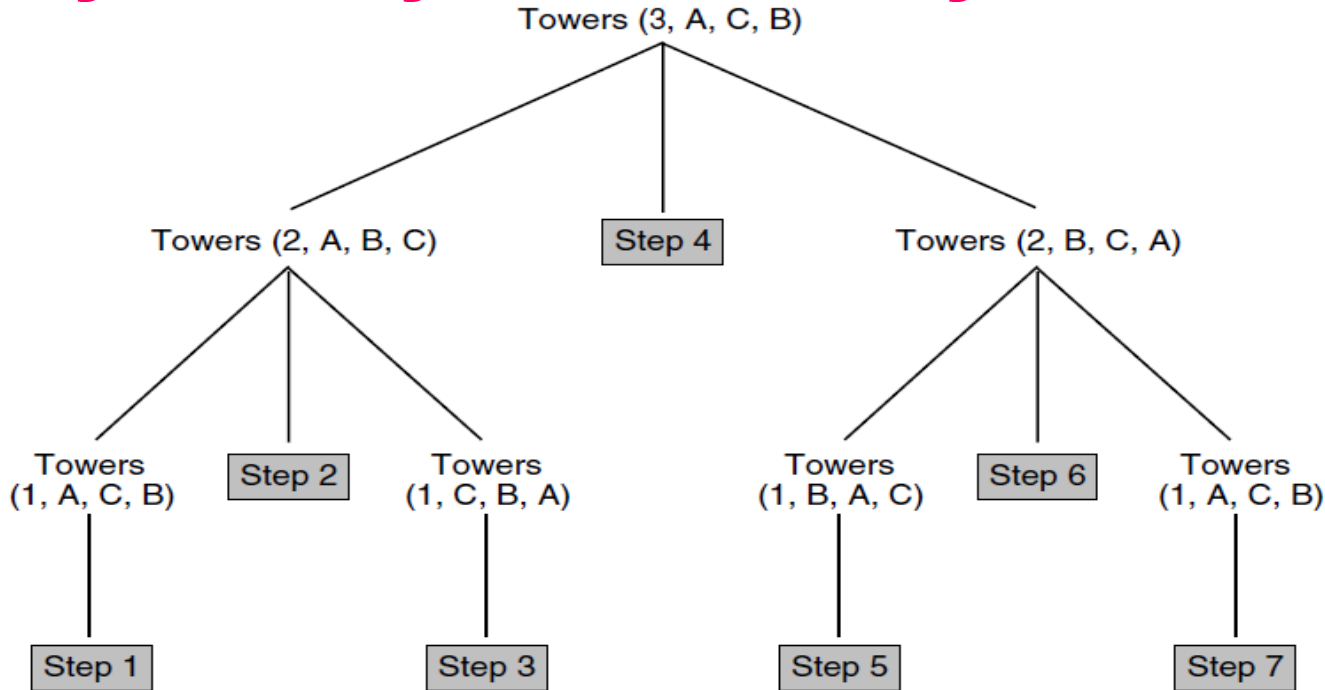 Towers (3, A, C, B)
Towers (2, A, B, C)
Step 4
Towers (2, B, C, A)
Towers
(1, A, C, B)
Step 2
Towers
(1, C, B, A)
Towers
(1, B, A, C)
Step 6
Towers
(1, A, C, B)
Step 1
Step 3
Step 5
Step 7